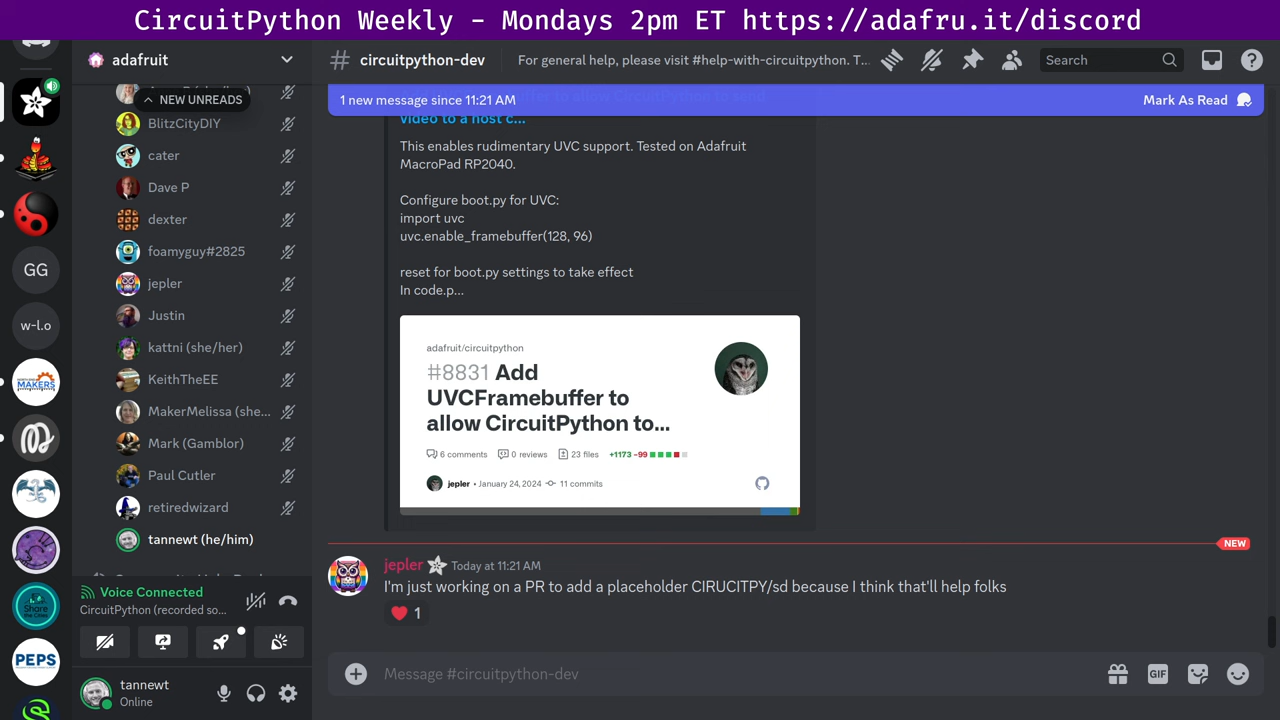 CircuitPython Weekly - Mondays 2pm ET https://adafru.it/discord
adafruit
circuitpython-dev
For general help, please visit #help-with-circuitpython. T...
Search
NEW UNREADS
1 new message since 11:21 AM
Mark As Read
video to a host c...
BlitzCityDIY
cater
Dave P
dexter
foamyguy#2825
jepler
Justin
kattni (she/her)
KeithTheEE
MakerMelissa (she...
Mark (Gamblor)
Paul Cutler
retiredwizard
tannewt (he/him)
GG
w-l.o
MAKERS
Share
PEPS
This enables rudimentary UVC support. Tested on Adafruit
MacroPad RP2040.
Configure boot.py for UVC:
import uvc
uvc.enable_framebuffer(128, 96)
reset for boot.py settings to take effect
In code.p...
adafruit/circuitpython
#8831 Add
UVCFramebuffer to
allow CircuitPython to...
6 comments 0 reviews 23 files +1173 -99
jepler • January 24, 2024 11 commits
NEW
jepler Today at 11:21 AM
I'm just working on a PR to add a placeholder CIRUCITPY/sd because I think that'll help folks
1
Voice Connected
CircuitPython (recorded so...
tannewt
Online
Message #circuitpython-dev
GIF